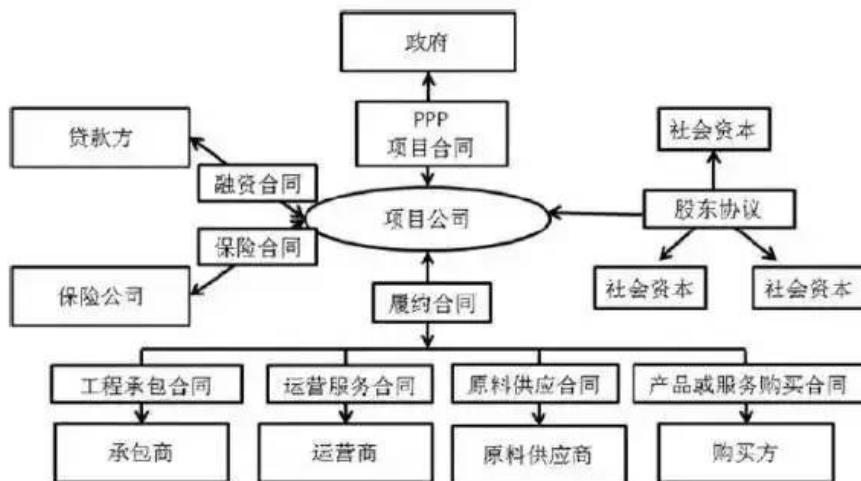 政府
贷款方
PPP
项目合同
社会资本
融资合同
项目公司
股东协议
保险合同
保险公司
履约合同
社会资本
社会资本
工程承包合同
运营服务合同
原料供应合同
产品或服务购买合同
承包商
运营商
原料供应商
购买方